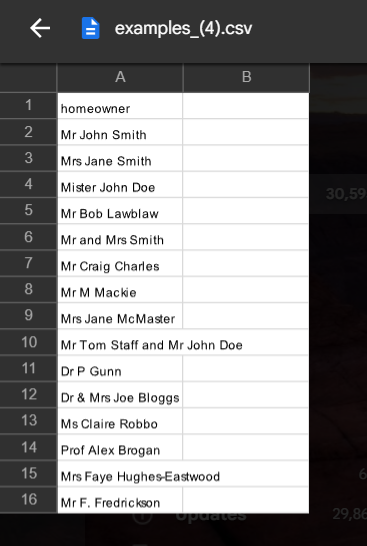 examples_(4).csv
A B
1 homeowner
2 Mr John Smith
3 Mrs Jane Smith
4 Mister John Doe
5 Mr Bob Lawblaw
6 Mr and Mrs Smith
7 Mr Craig Charles
8 Mr M Mackie
9 Mrs Jane McMaster
10 Mr Tom Staff and Mr John Doe
11 Dr P Gunn
12 Dr & Mrs Joe Bloggs
13 Ms Claire Robbo
14 Prof Alex Brogan
15 Mrs Faye Hughes-Eastwood
16 Mr F. Fredrickson
30,59
6
Updates
29,86